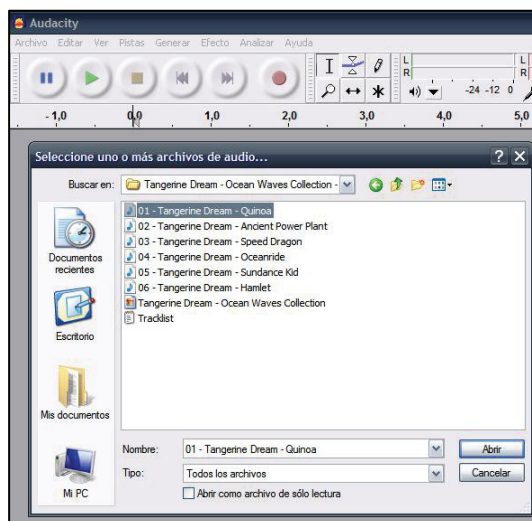 Audacity
Archivo Editar Ver Pistas Generar Efecto Analizar Ayuda
L
R
L
R
-24 -12 0
- 1,0 0,0 1,0 2,0 3,0 4,0 5,0
Seleccione uno o más archivos de audio...
Buscar en: Tangerine Dream - Ocean Waves Collection -
01 - Tangerine Dream - Quinoa
02 - Tangerine Dream - Ancient Power Plant
03 - Tangerine Dream - Speed Dragon
04 - Tangerine Dream - Oceanride
05 - Tangerine Dream - Sundance Kid
06 - Tangerine Dream - Hamlet
Tangerine Dream - Ocean Waves Collection
Tracklist
Documentos
recientes
Escritorio
Mis documentos
Mi PC
Nombre: 01 - Tangerine Dream - Quinoa Abrir
Tipo: Todos los archivos Cancelar
Abrir como archivo de sólo lectura